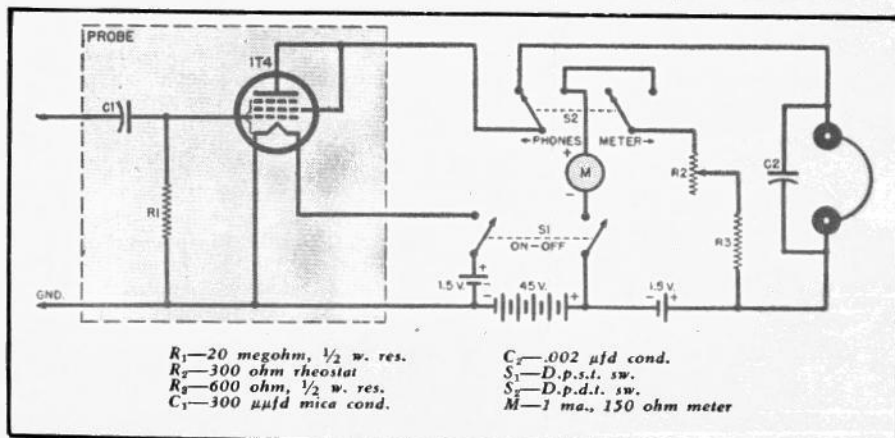 PROBE
1T4
C1
R1
GND.
S2
←PHONES METER→
+
M
−
S1
ON-OFF
+
1.5 V.
−
− 45 V. +
1.5 V.
− +
R2
R3
C2
R₁—20 megohm, ½ w. res.
R₂—300 ohm rheostat
R₃—600 ohm, ½ w. res.
C₁—300 μμfd mica cond.
C₂—.002 μfd cond.
S₁—D.p.s.t. sw.
S₂—D.p.d.t. sw.
M—1 ma., 150 ohm meter